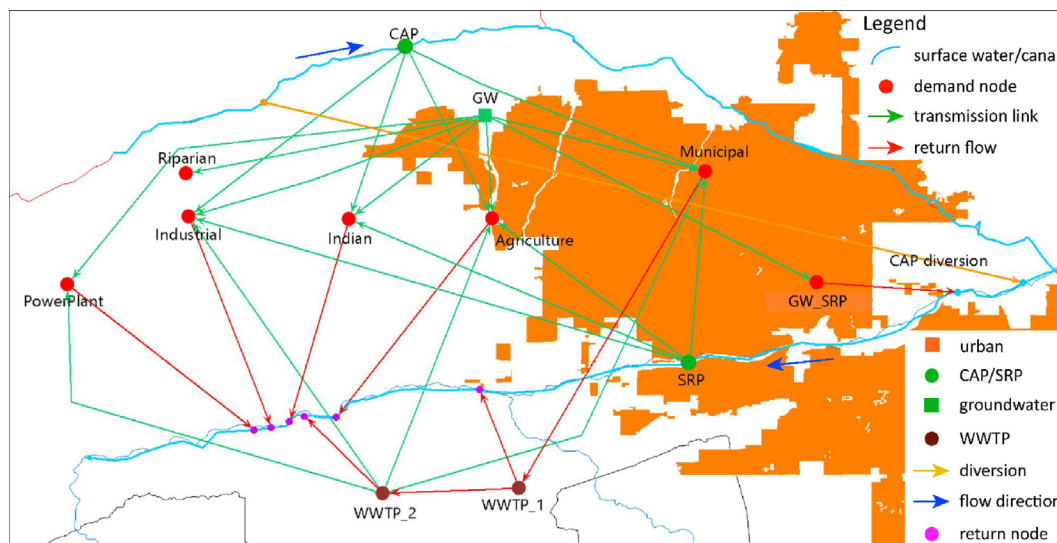 CAP
GW
Riparian
Municipal
Industrial
Indian
Agriculture
CAP diversion
PowerPlant
GW_SRP
SRP
WWTP_2
WWTP_1
Legend
surface water/cana
demand node
transmission link
return flow
urban
CAP/SRP
groundwater
WWTP
diversion
flow direction
return node